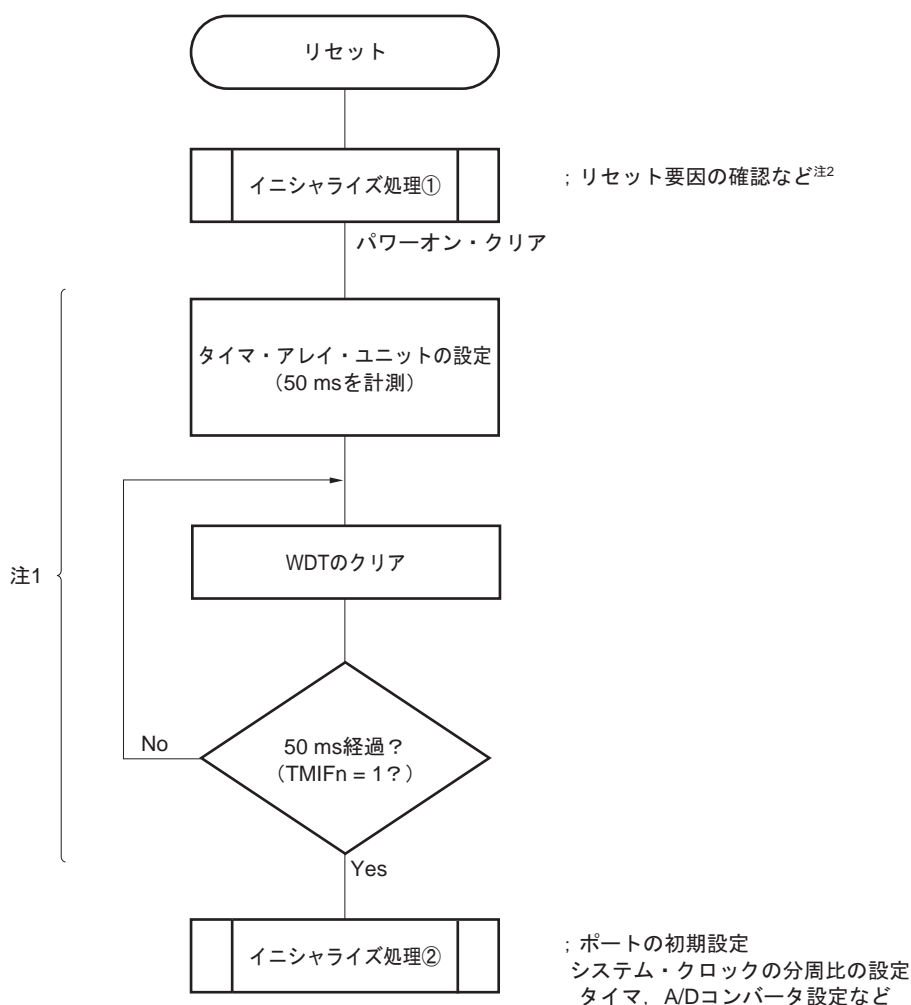 リセット
イニシャライズ処理①
；リセット要因の確認など注2
パワーオン・クリア
タイマ・アレイ・ユニットの設定
（50 msを計測）
WDTのクリア
注1
No
50 ms経過？
（TMIFn = 1？）
Yes
イニシャライズ処理②
；ポートの初期設定
システム・クロックの分周比の設定
タイマ，A/Dコンバータ設定など